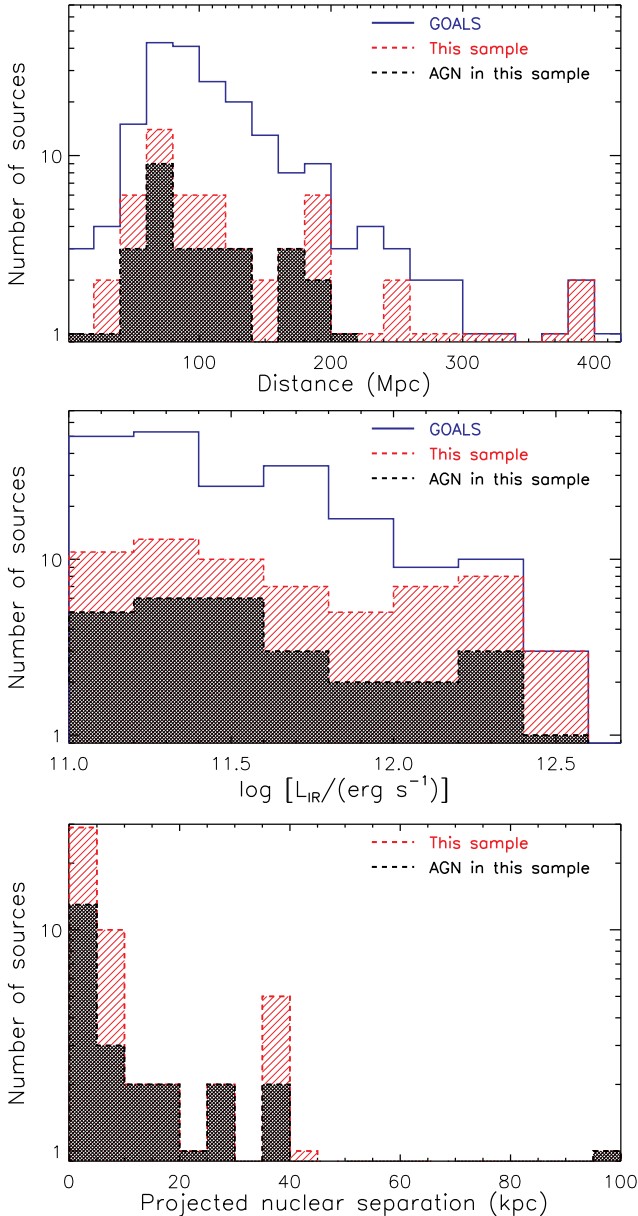 GOALS
This sample
AGN in this sample
Number of sources
10
1
100
200
300
400
Distance (Mpc)
GOALS
This sample
AGN in this sample
Number of sources
10
1
11.0
11.5
12.0
12.5
log [L_IR/(erg s⁻¹)]
This sample
AGN in this sample
Number of sources
10
1
0
20
40
60
80
100
Projected nuclear separation (kpc)